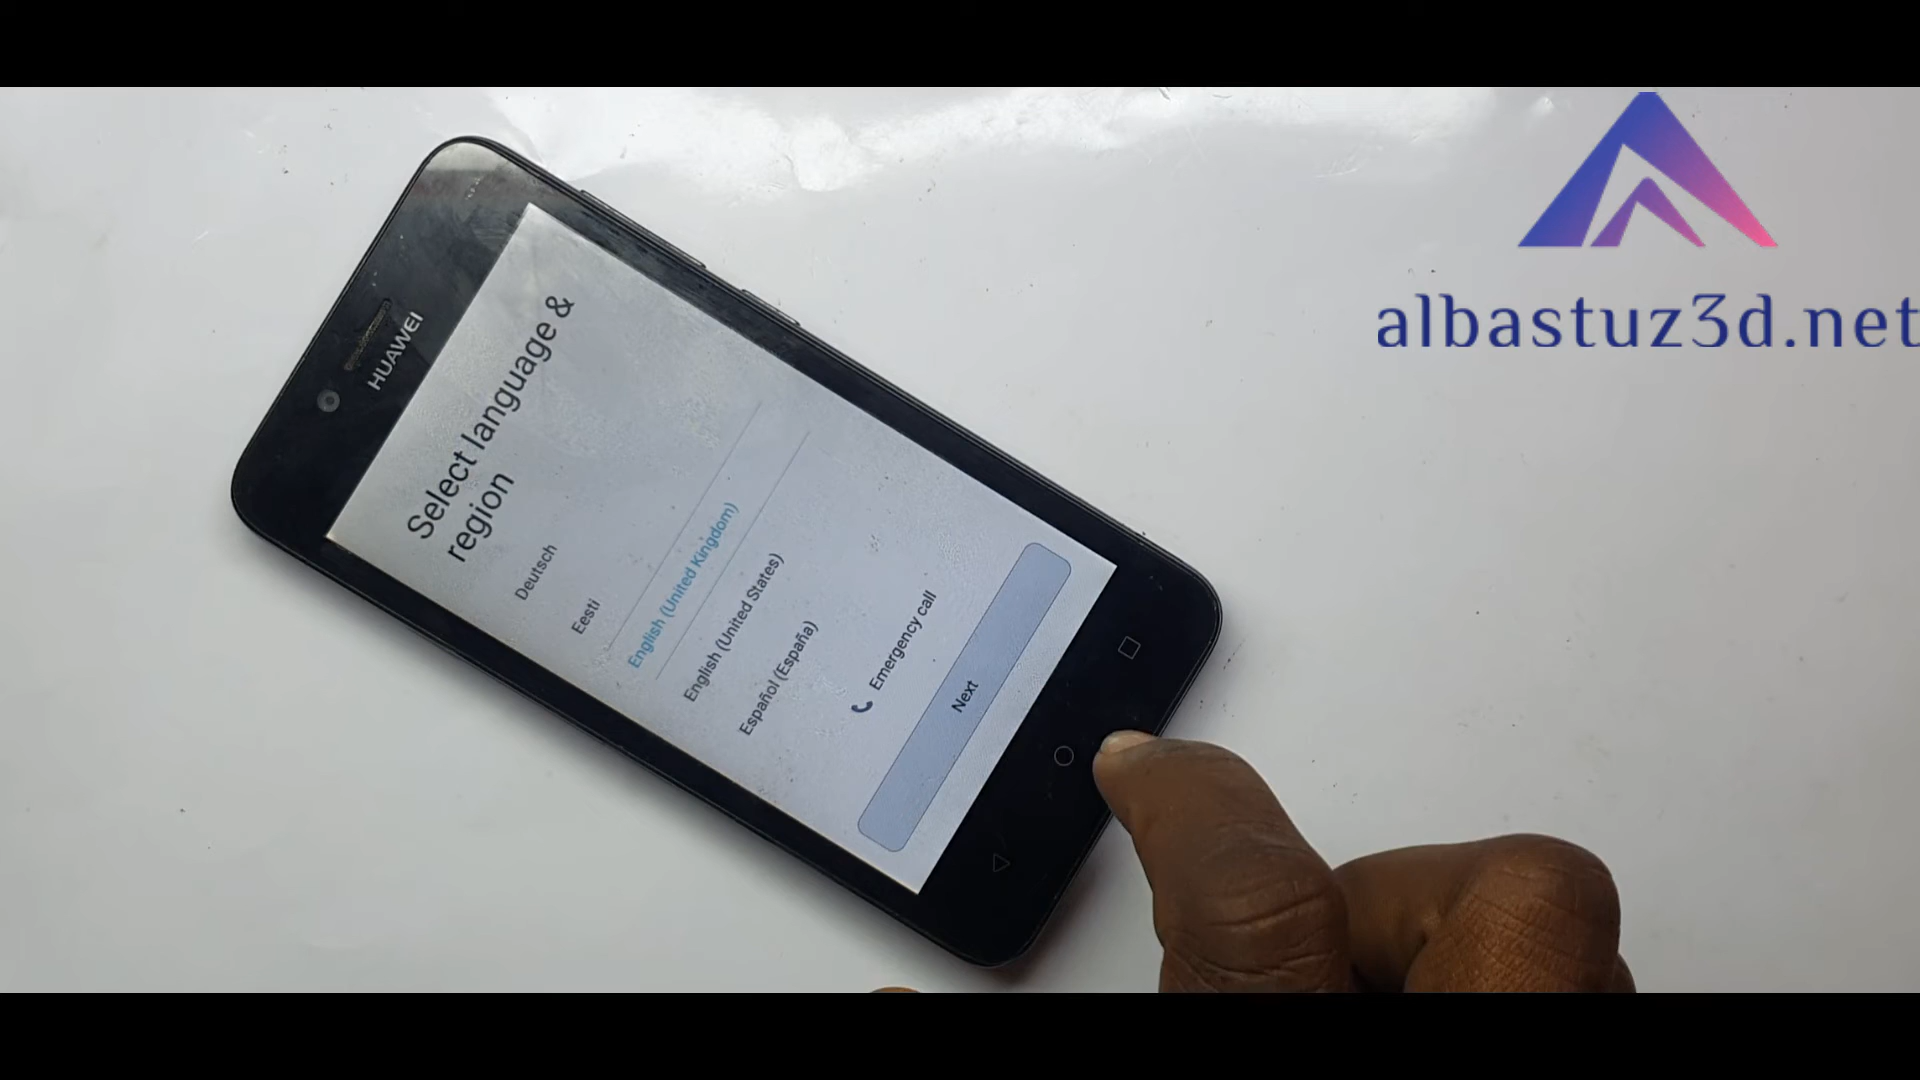 HUAWEI
Select language &
region
Deutsch
Eesti
English (United Kingdom)
English (United States)
Español (España)
Emergency call
Next
albastuz3d.net